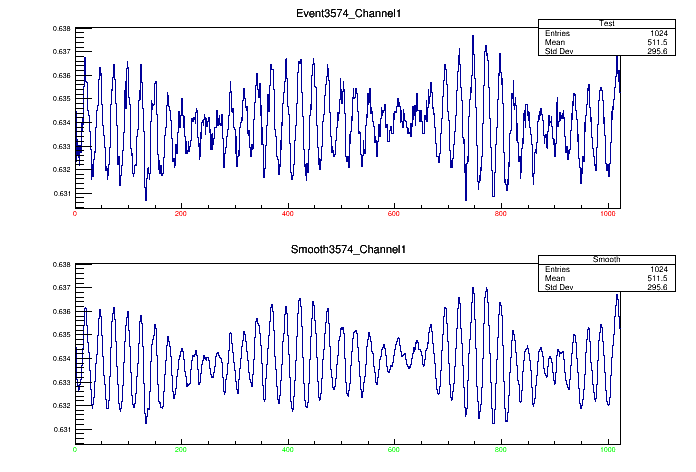 Event3574_Channel1
Test
Entries 1024
Mean 511.5
Std Dev 295.6
0.638
0.637
0.636
0.635
0.634
0.633
0.632
0.631
0 200 400 600 800 1000
Smooth3574_Channel1
Smooth
Entries 1024
Mean 511.5
Std Dev 295.6
0.638
0.637
0.636
0.635
0.634
0.633
0.632
0.631
0 200 400 600 800 1000